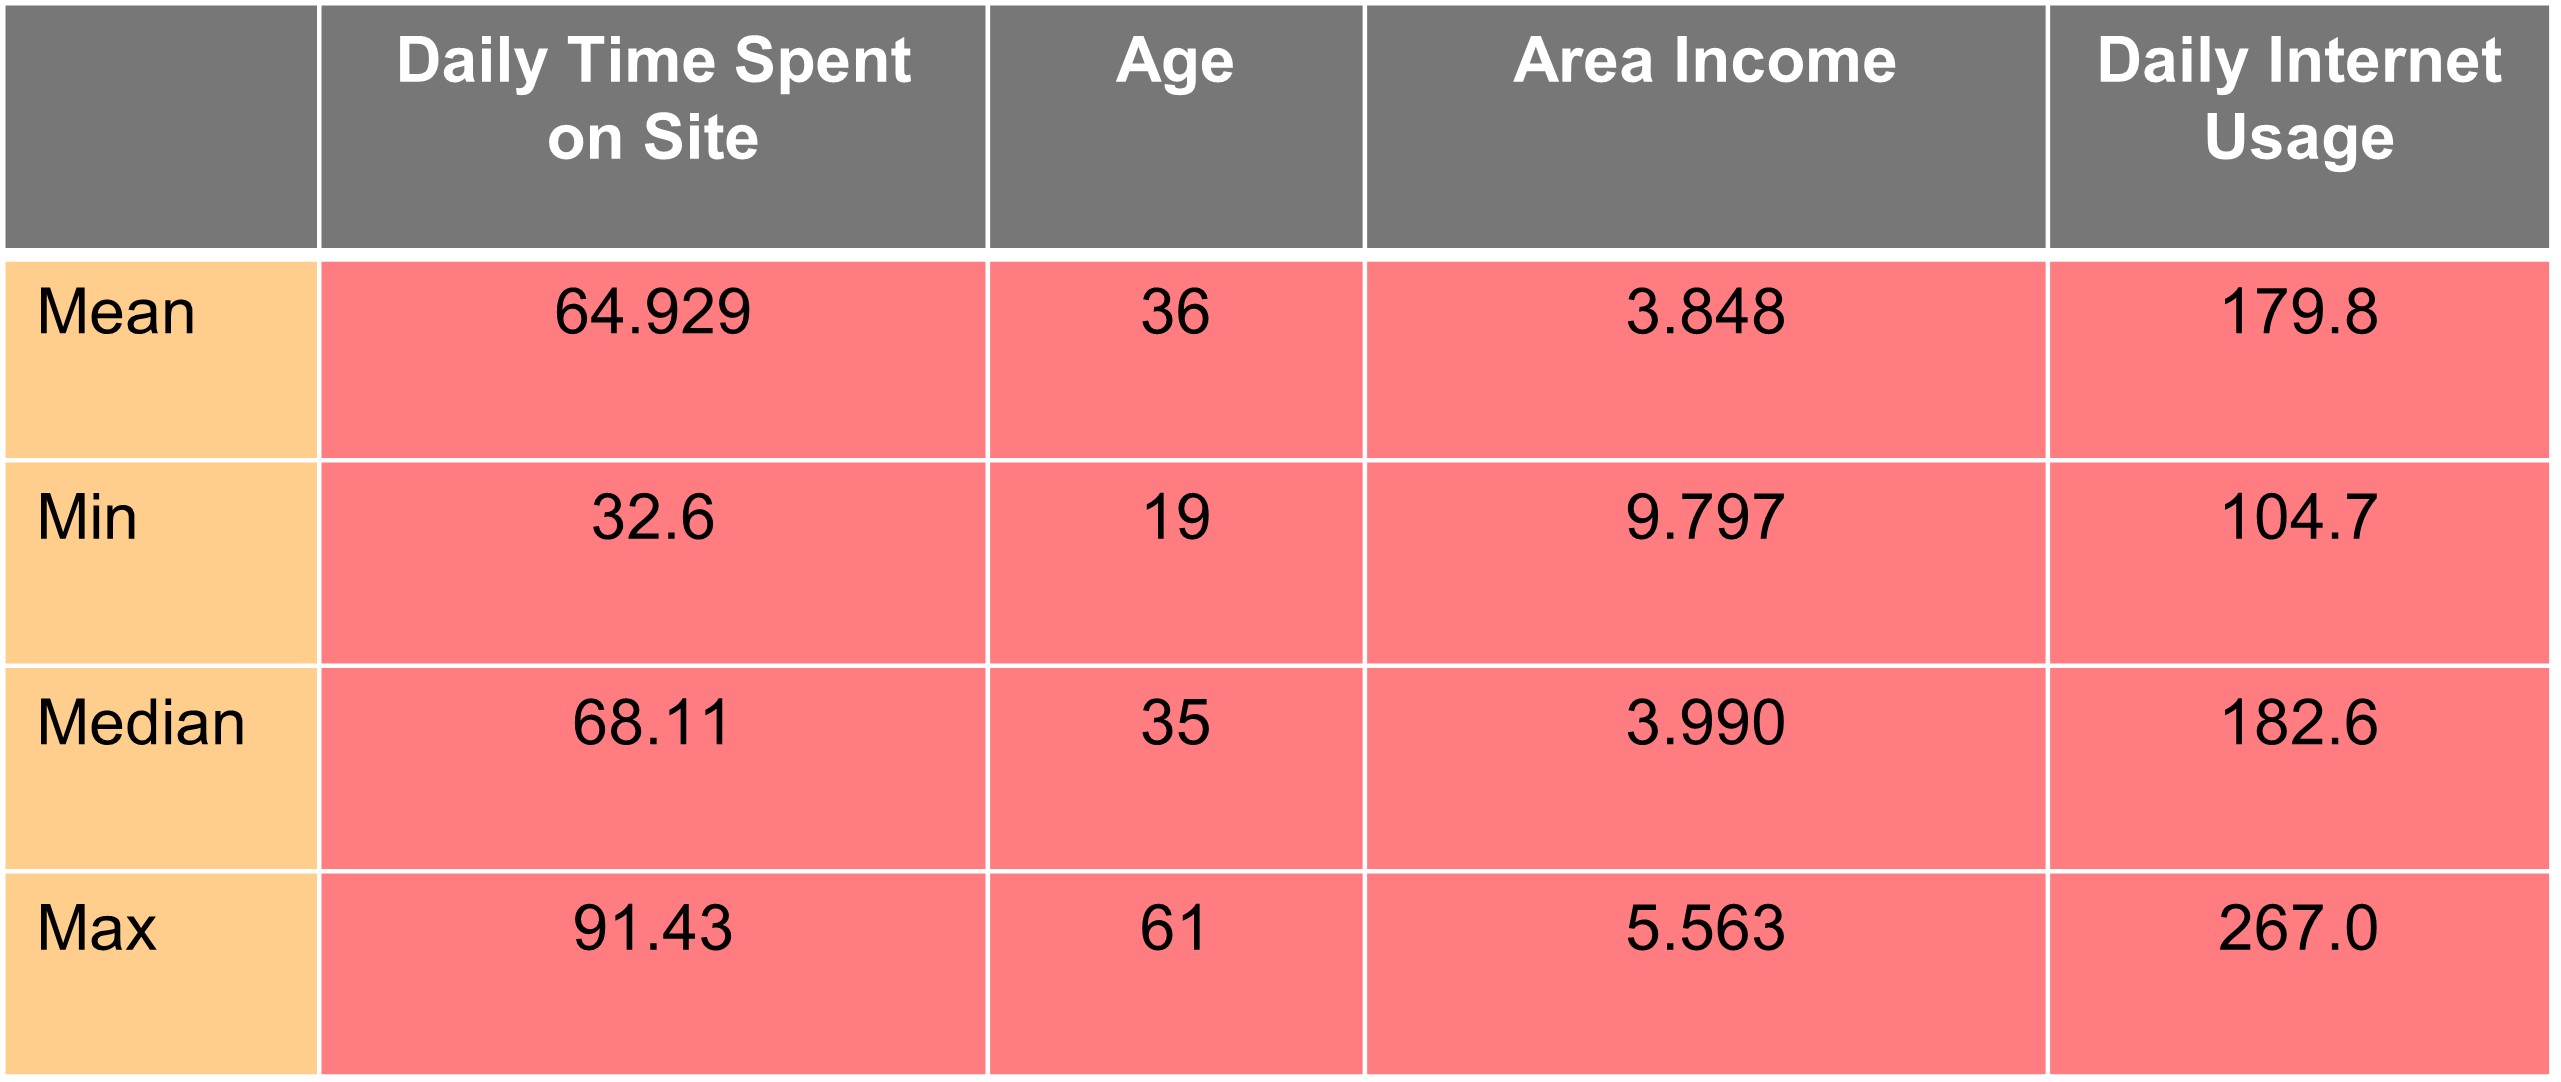 Daily Time Spent
on Site
Age
Area Income
Daily Internet
Usage
Mean 64.929 36 3.848 179.8
Min 32.6 19 9.797 104.7
Median 68.11 35 3.990 182.6
Max 91.43 61 5.563 267.0